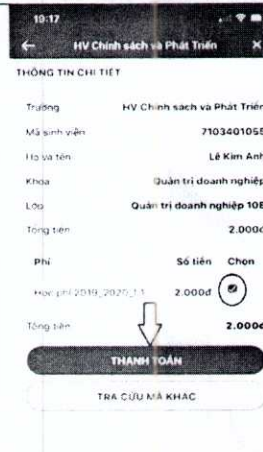 19:17
HV Chính sách và Phát Triển
THÔNG TIN CHI TIẾT
Trường HV Chính sách và Phát Triển
Mã sinh viên 7103401055
Họ và tên Lê Kim Anh
Khoa Quản trị doanh nghiệp
Lớp Quản trị doanh nghiệp 10B
Tổng tiền 2.000đ
Phí Số tiền Chọn
Học phí 2019_2020_1.1 2.000đ
Tổng tiền 2.000đ
THANH TOÁN
TRA CỨU MÃ KHÁC